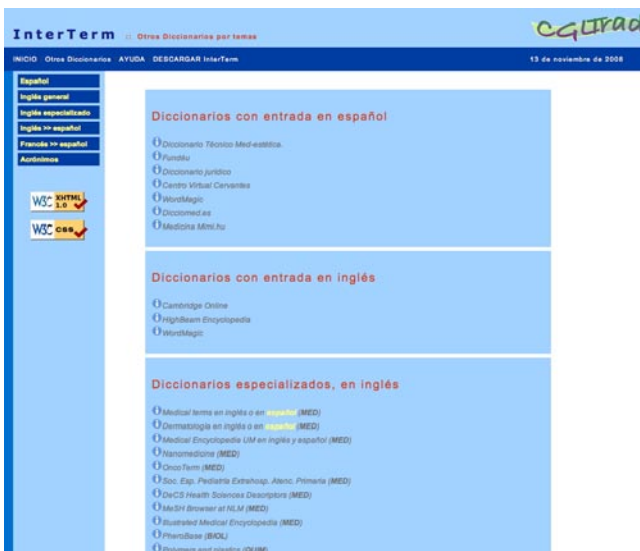 InterTerm :: Otros Diccionarios por temas
CGLTrad
INICIO Otros Diccionarios AYUDA DESCARGAR InterTerm
13 de noviembre de 2008
Español
Inglés general
Inglés especializado
Inglés >> español
Francés >> español
Acrónimos
W3C XHTML 1.0
W3C CSS
Diccionarios con entrada en español
Diccionario Técnico Med-estética.
Fundéu
Diccionario jurídico
Centro Virtual Cervantes
WordMagic
Dicciomed.es
Medicina Mimi.hu
Diccionarios con entrada en inglés
Cambridge Online
HighBeam Encyclopedia
WordMagic
Diccionarios especializados, en inglés
Medical terms en inglés o en español (MED)
Dermatología en inglés o en español (MED)
Medical Encyclopedia UM en inglés y español (MED)
Nanomedicine (MED)
OncoTerm (MED)
Soc. Esp. Pediatría Extrahosp. Atenc. Primaria (MED)
DeCS Health Sciences Descriptors (MED)
MeSH Browser at NLM (MED)
Illustrated Medical Encyclopedia (MED)
PheroBase (BIOL)
Polymers and plastics (QUIM)